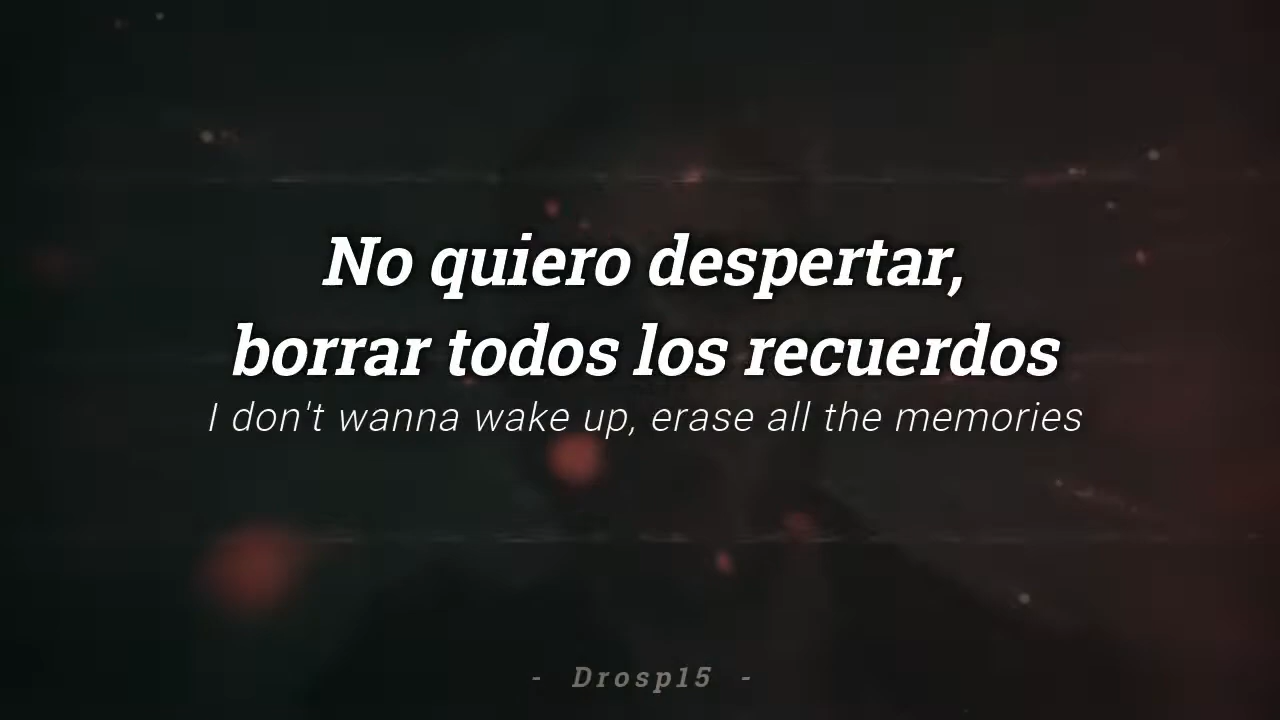 No quiero despertar,
borrar todos los recuerdos
I don't wanna wake up, erase all the memories
- Drosp15 -